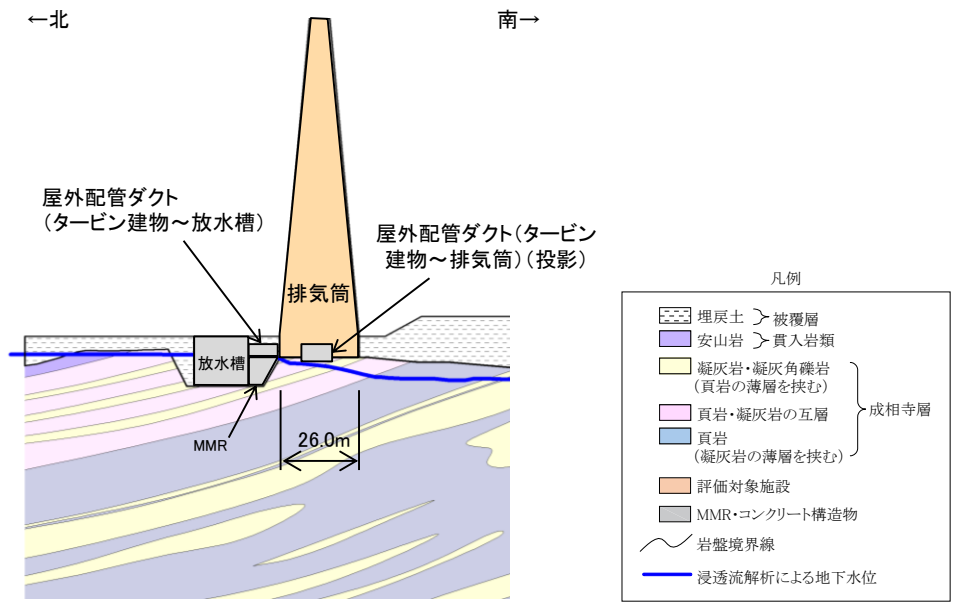 ←北
南→
屋外配管ダクト
(タービン建物~放水槽)
屋外配管ダクト(タービン
建物~排気筒)(投影)
排気筒
放水槽
MMR
26.0m
凡例
埋戻土
被覆層
安山岩
貫入岩類
凝灰岩・凝灰角礫岩
(頁岩の薄層を挟む)
頁岩・凝灰岩の互層
成相寺層
頁岩
(凝灰岩の薄層を挟む)
評価対象施設
MMR・コンクリート構造物
岩盤境界線
浸透流解析による地下水位